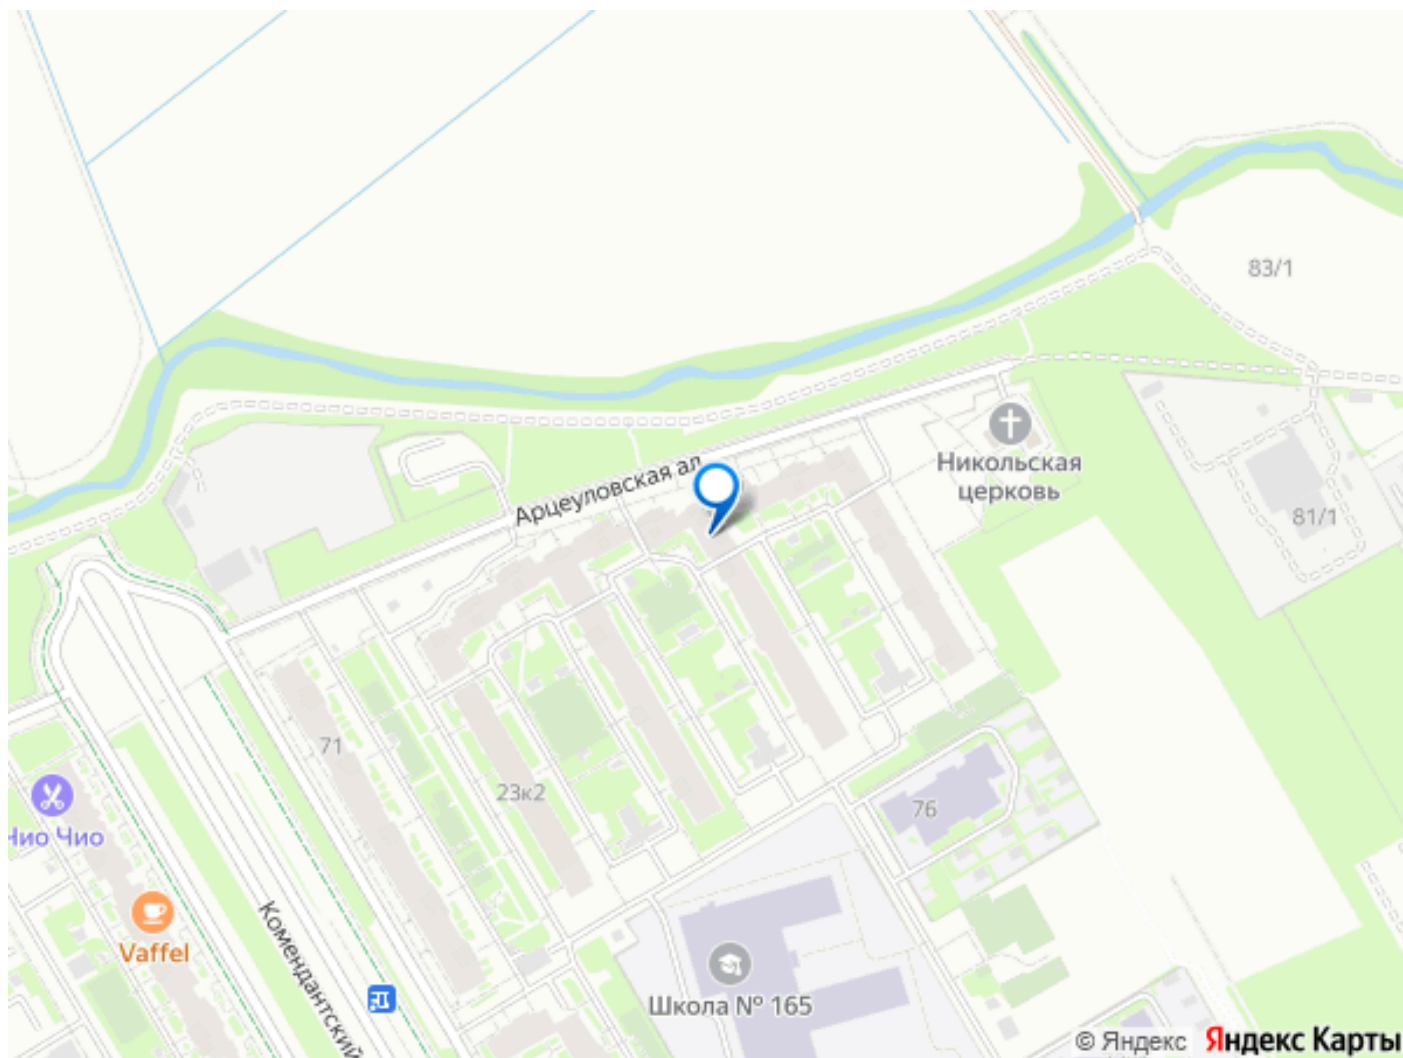 83/1
Никольская
церковь
Арцеуловская ал.
81/1
71
23к2
76
Чио Чио
Vaffel
Комендантский
Школа № 165
© Яндекс Яндекс Карты